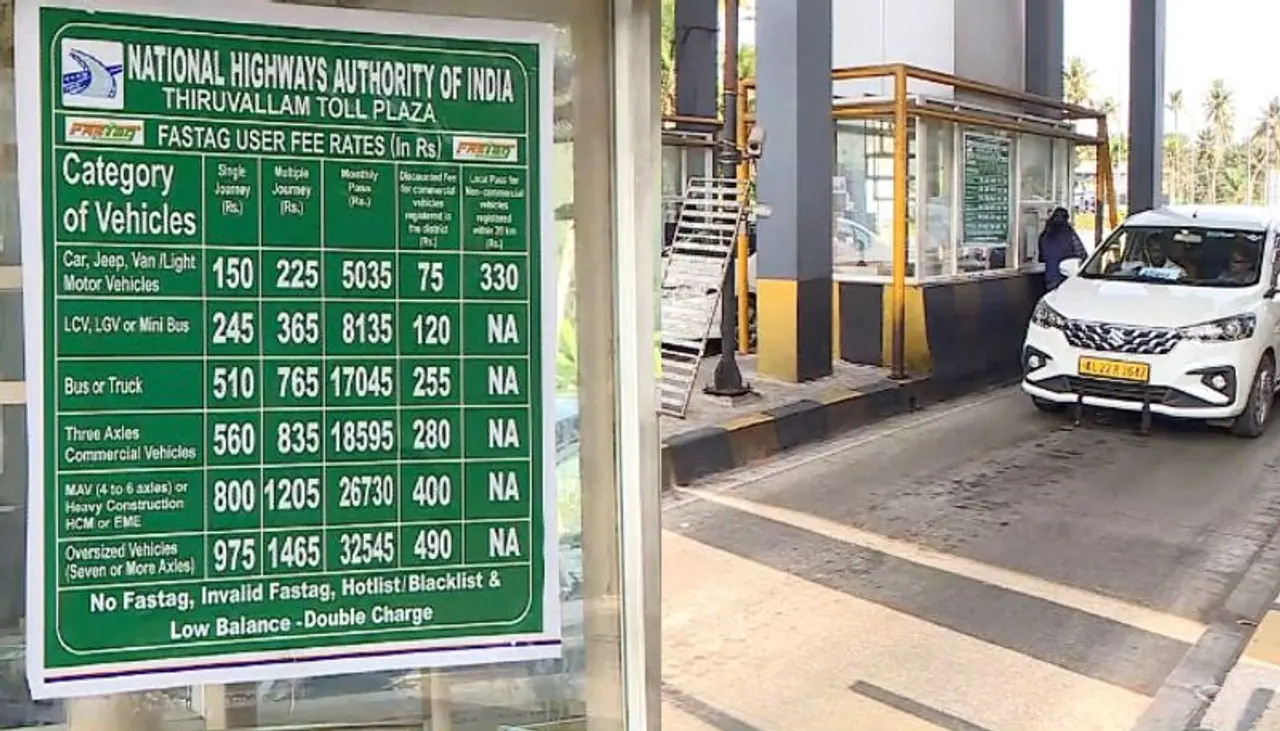 NATIONAL HIGHWAYS AUTHORITY OF INDIA
THIRUVALLAM TOLL PLAZA
FASTag FASTAG USER FEE RATES (In Rs) FASTag
Category of Vehicles
Single Journey (Rs.)
Multiple Journey (Rs.)
Monthly Pass (Rs.)
Discounted Fee for commercial vehicles registered in the district (Rs.)
Local Pass for Non-commercial vehicles registered within 20 km (Rs.)
Car, Jeep, Van /Light Motor Vehicles 150 225 5035 75 330
LCV, LGV or Mini Bus 245 365 8135 120 NA
Bus or Truck 510 765 17045 255 NA
Three Axles Commercial Vehicles 560 835 18595 280 NA
MAV (4 to 6 axles) or Heavy Construction HCM or EME 800 1205 26730 400 NA
Oversized Vehicles (Seven or More Axles) 975 1465 32545 490 NA
No Fastag, Invalid Fastag, Hotlist/Blacklist &
Low Balance -Double Charge